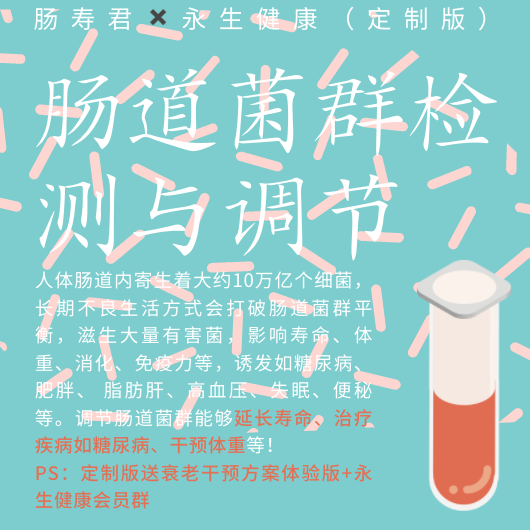 肠寿君✖永生健康（定制版）
肠道菌群检
测与调节
人体肠道内寄生着大约10万亿个细菌，
长期不良生活方式会打破肠道菌群平
衡，滋生大量有害菌，影响寿命、体
重、消化、免疫力等，诱发如糖尿病、
肥胖、 脂肪肝、高血压、失眠、便秘
等。调节肠道菌群能够延长寿命、治疗
疾病如糖尿病、干预体重等！
PS：定制版送衰老干预方案体验版+永
生健康会员群